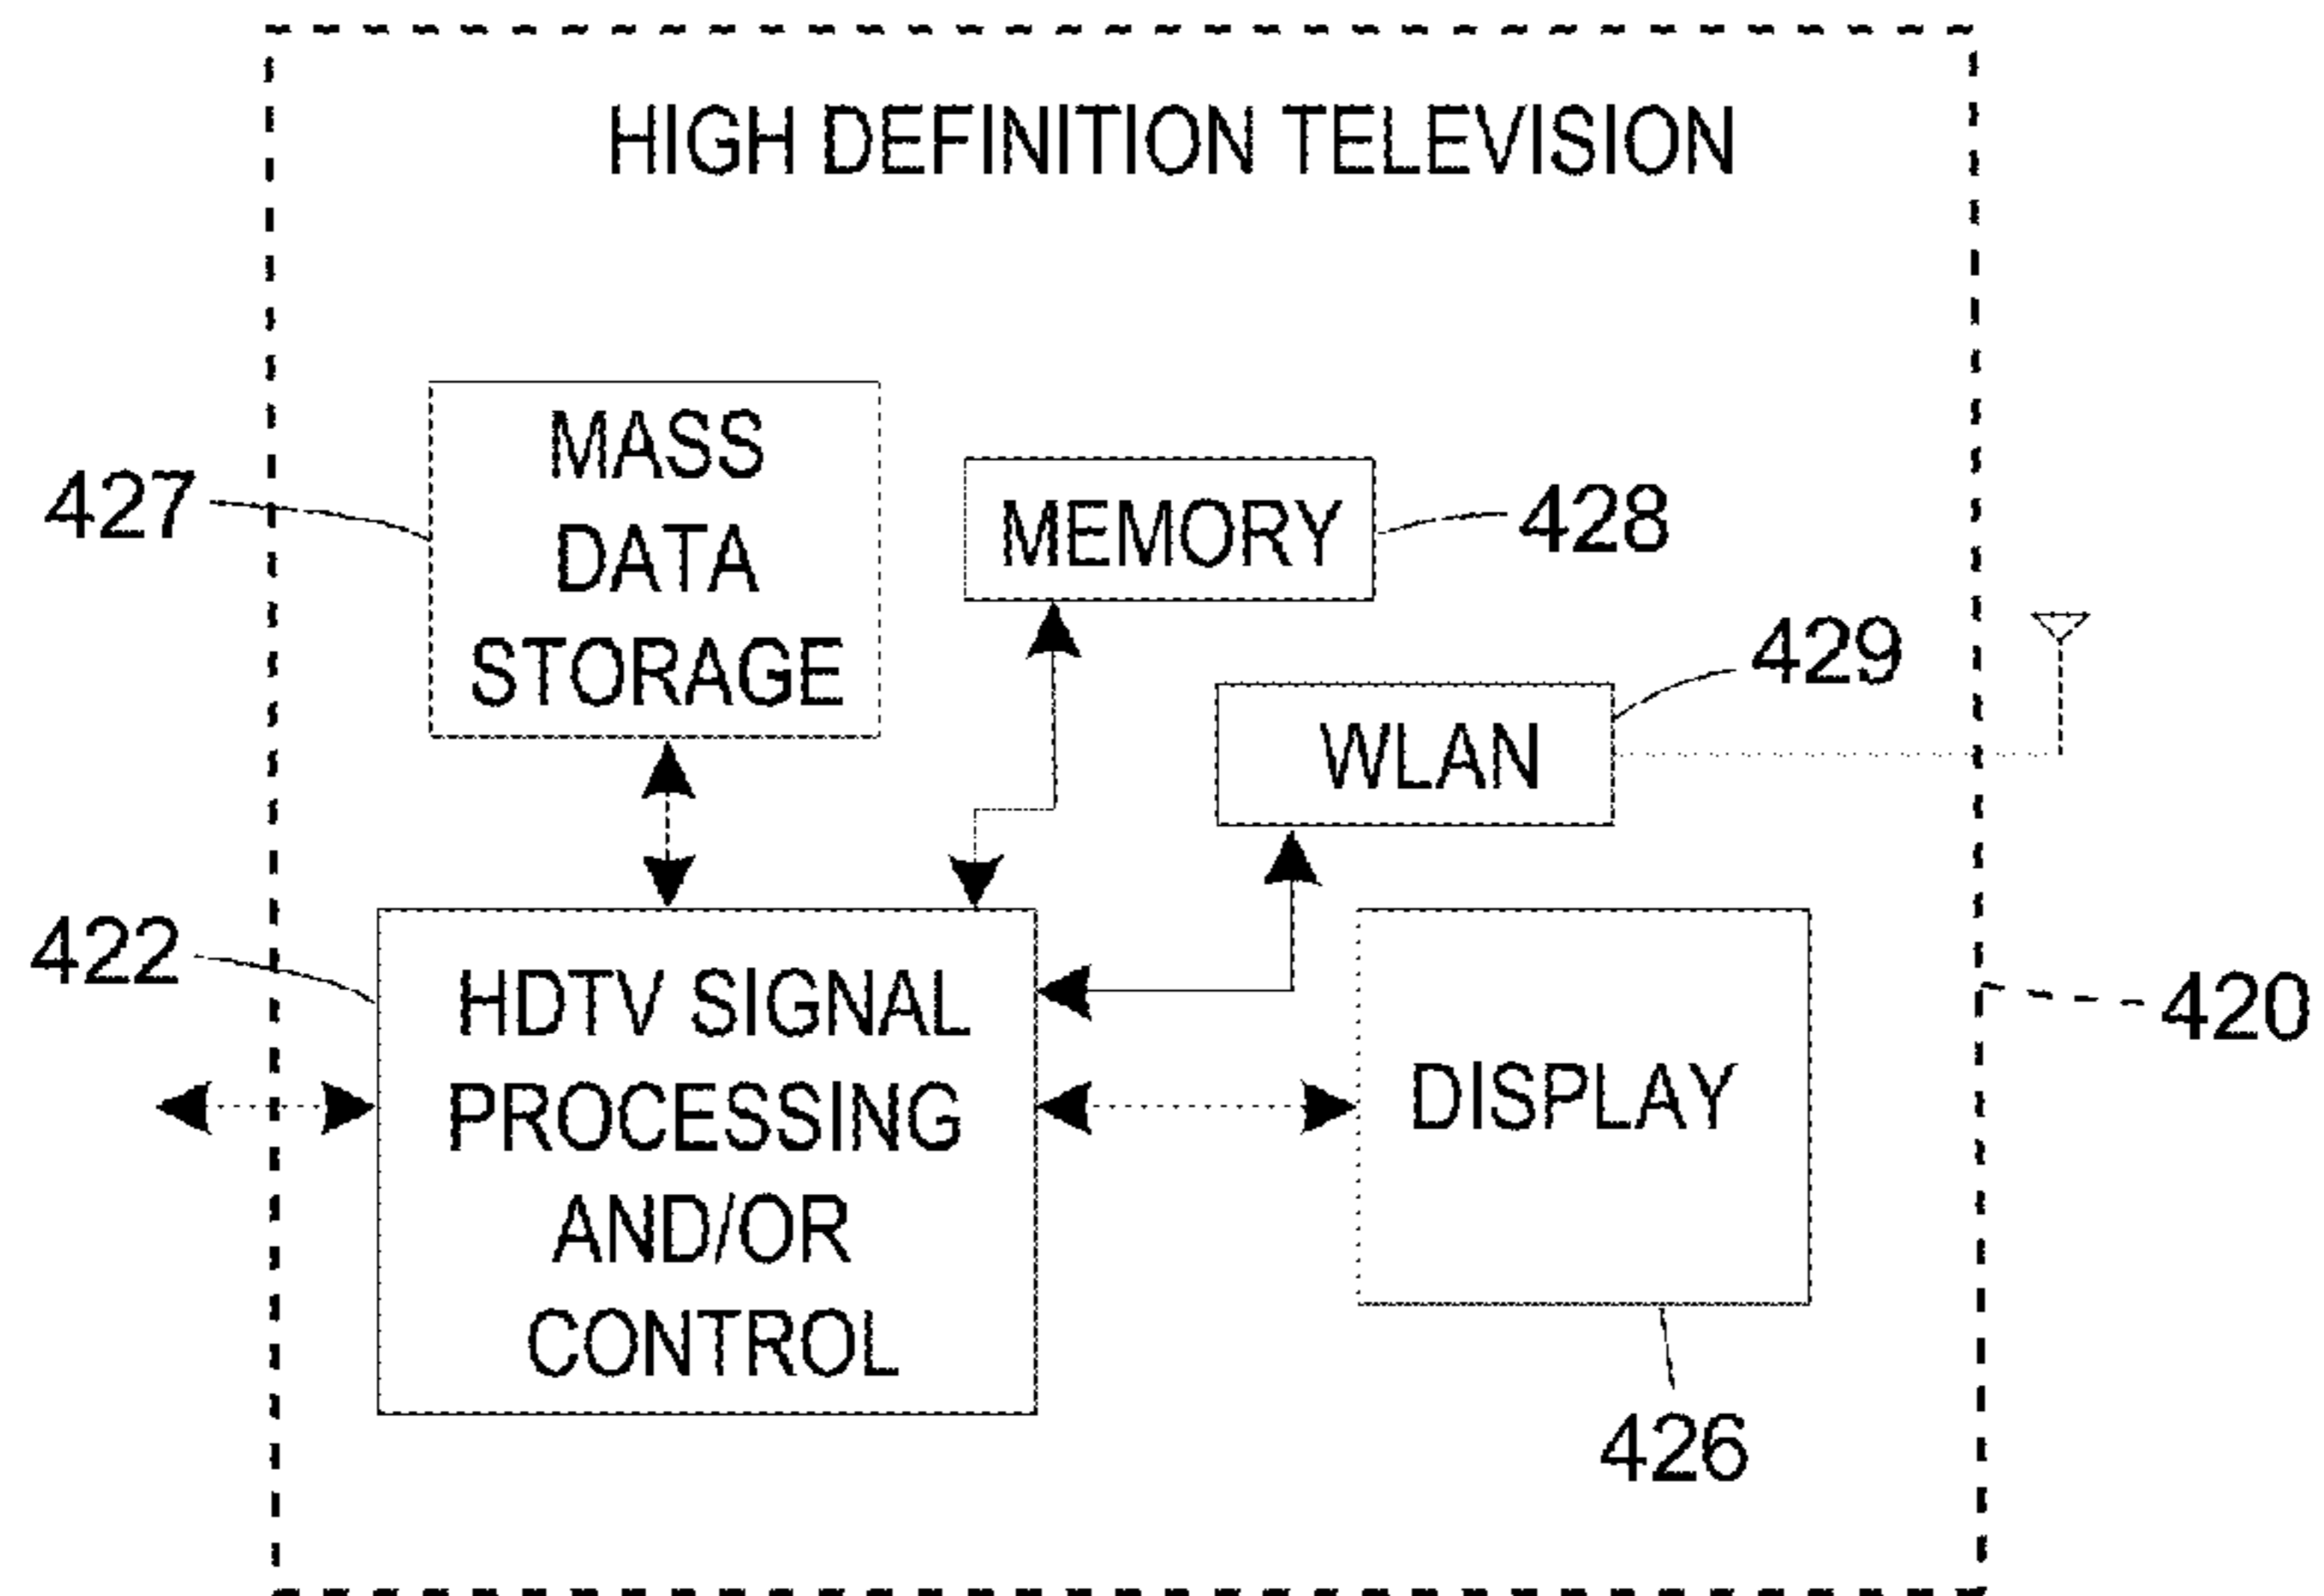 HIGH DEFINITION TELEVISION
MASS
DATA
STORAGE
427
MEMORY
428
429
WLAN
422
HDTV SIGNAL
PROCESSING
AND/OR
CONTROL
DISPLAY
420
426